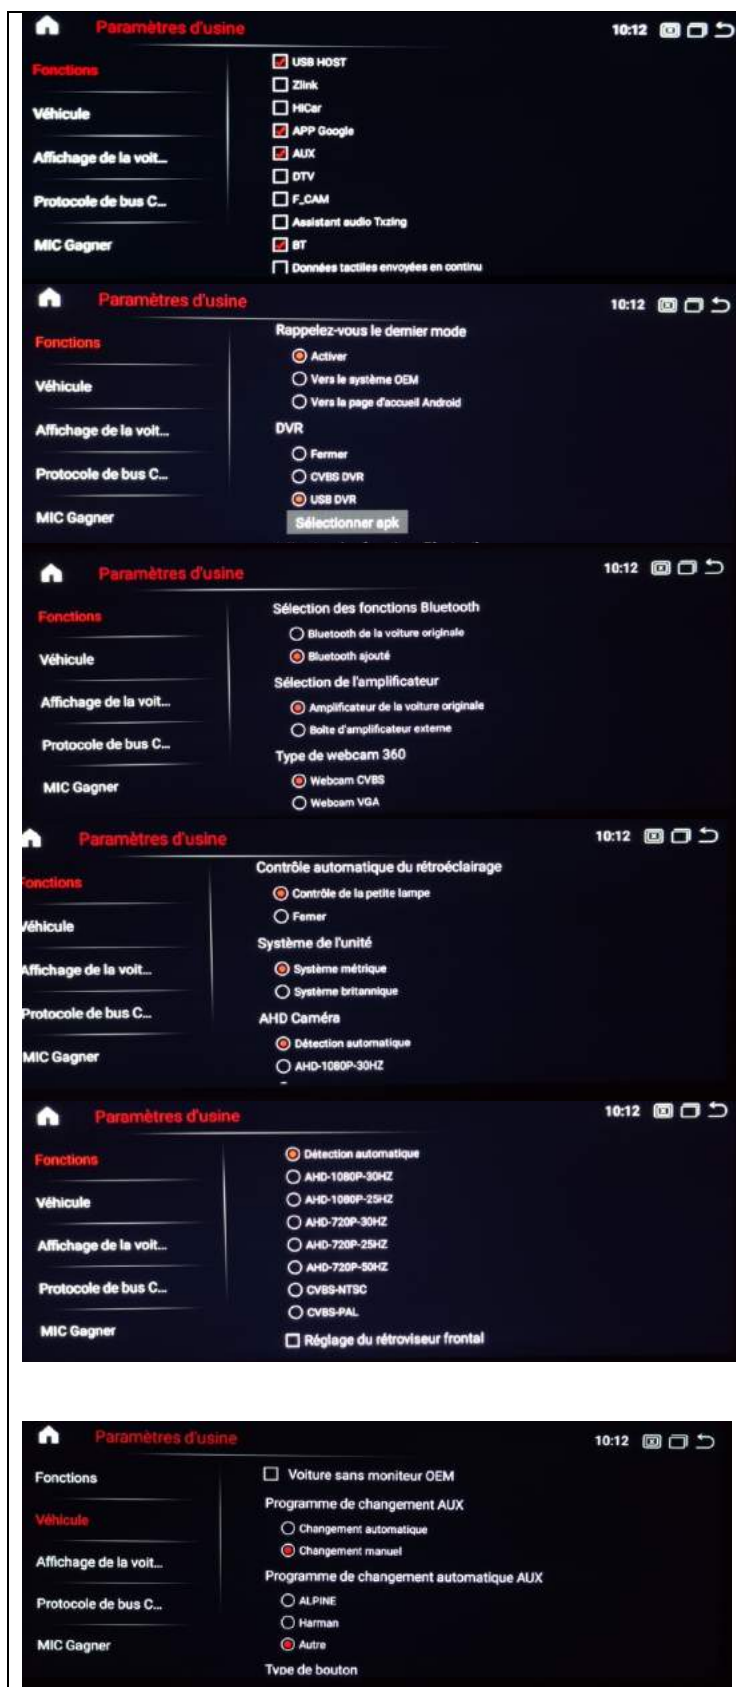 Paramètres d'usine
10:12
Fonctions
Véhicule
Affichage de la voit...
Protocole de bus C...
MIC Gagner
USB HOST
Zlink
HiCar
APP Google
AUX
DTV
F_CAM
Assistant audio Txzing
BT
Données tactiles envoyées en continu
Paramètres d'usine
10:12
Fonctions
Véhicule
Affichage de la voit...
Protocole de bus C...
MIC Gagner
Rappelez-vous le dernier mode
Activer
Vers le système OEM
Vers la page d'accueil Android
DVR
Fermer
CVBS DVR
USB DVR
Sélectionner apk
Paramètres d'usine
10:12
Fonctions
Véhicule
Affichage de la voit...
Protocole de bus C...
MIC Gagner
Sélection des fonctions Bluetooth
Bluetooth de la voiture originale
Bluetooth ajouté
Sélection de l'amplificateur
Amplificateur de la voiture originale
Boîte d'amplificateur externe
Type de webcam 360
Webcam CVBS
Webcam VGA
Paramètres d'usine
10:12
Fonctions
Véhicule
Affichage de la voit...
Protocole de bus C...
MIC Gagner
Contrôle automatique du rétroéclairage
Contrôle de la petite lampe
Femer
Système de l'unité
Système métrique
Système britannique
AHD Caméra
Détection automatique
AHD-1080P-30HZ
Paramètres d'usine
10:12
Fonctions
Véhicule
Affichage de la voit...
Protocole de bus C...
MIC Gagner
Détection automatique
AHD-1080P-30HZ
AHD-1080P-25HZ
AHD-720P-30HZ
AHD-720P-25HZ
AHD-720P-50HZ
CVBS-NTSC
CVBS-PAL
Réglage du rétroviseur frontal
Paramètres d'usine
10:12
Fonctions
Véhicule
Affichage de la voit...
Protocole de bus C...
MIC Gagner
Voiture sans moniteur OEM
Programme de changement AUX
Changement automatique
Changement manuel
Programme de changement automatique AUX
ALPINE
Harman
Autre
Type de bouton